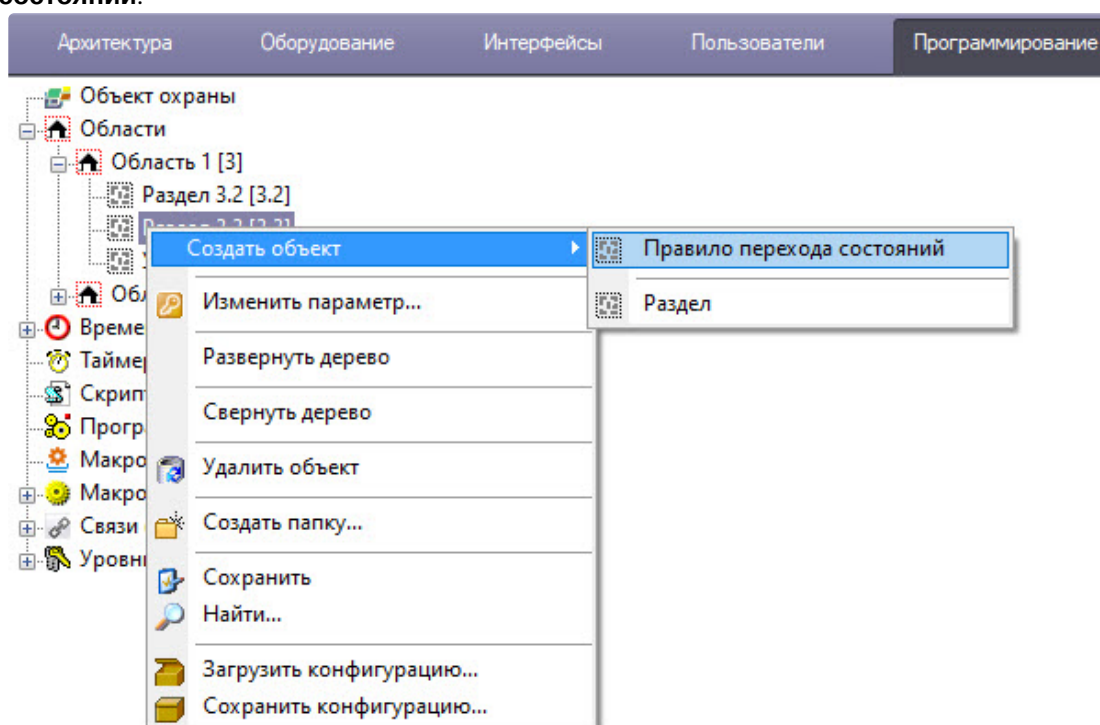 состояний.
Архитектура Оборудование Интерфейсы Пользователи Программирование
Объект охраны
Области
Область 1 [3]
Раздел 3.2 [3.2]
Создать объект
Правило перехода состояний
Изменить параметр...
Раздел
Развернуть дерево
Свернуть дерево
Удалить объект
Создать папку...
Связи
Сохранить
Найти...
Загрузить конфигурацию...
Сохранить конфигурацию...